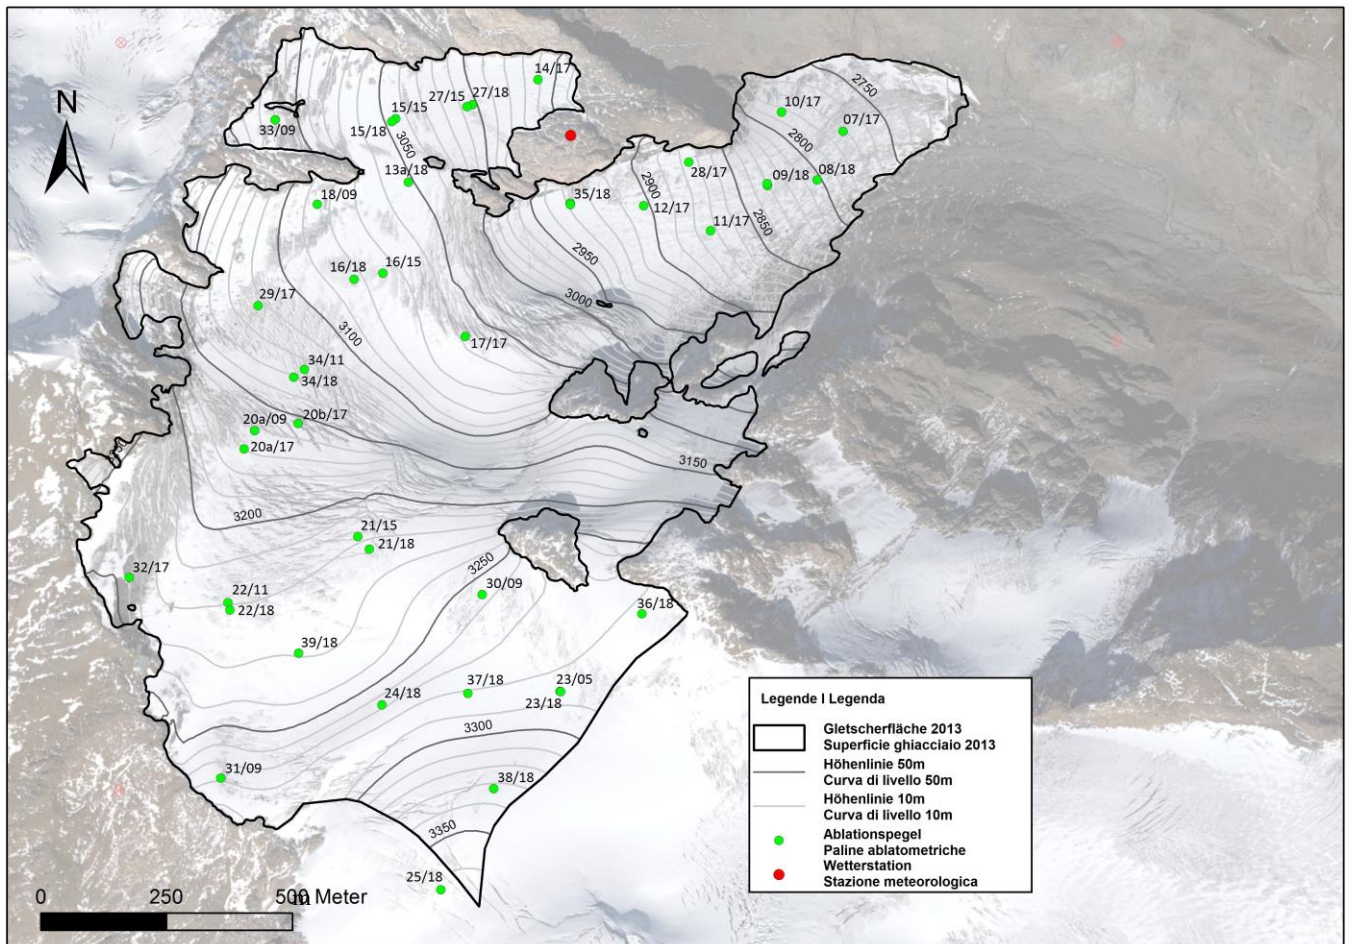 14/17
27/15
27/18
2750
10/17
15/15
07/17
33/09
15/18
3050
2800
28/17
13a/18
09/18
08/18
2900
18/09
35/18
12/17
2850
11/17
2950
16/18
16/15
3000
29/17
3100
17/17
34/11
34/18
20a/09
20b/17
20a/17
3250
3150
3200
21/15
21/18
3250
32/17
30/09
22/11
22/18
36/18
39/18
37/18
23/05
24/18
23/18
3300
31/09
38/18
3350
25/18
N
0
250
500 Meter
m
Legende I Legenda
Gletscherfläche 2013
Superficie ghiacciaio 2013
Höhenlinie 50m
Curva di livello 50m
Höhenlinie 10m
Curva di livello 10m
Ablationspegel
Paline ablatometriche
Wetterstation
Stazione meteorologica